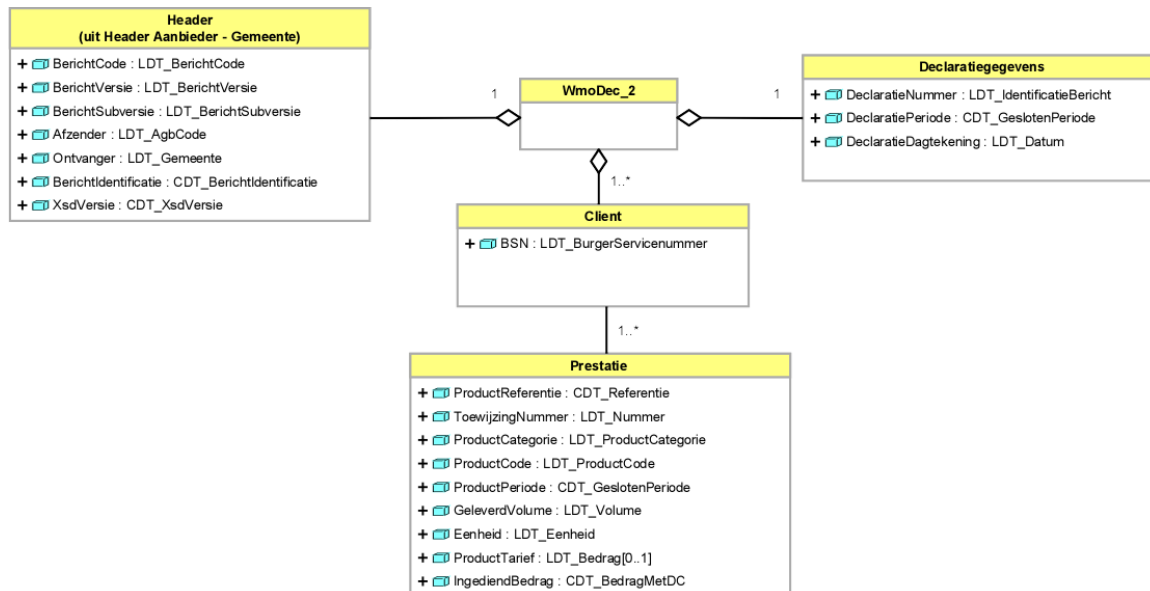 Header
(uit Header Aanbieder - Gemeente)
+ BerichtCode : LDT_BerichtCode
+ BerichtVersie : LDT_BerichtVersie
+ BerichtSubversie : LDT_BerichtSubversie
+ Afzender : LDT_AgbCode
+ Ontvanger : LDT_Gemeente
+ BerichtIdentificatie : CDT_BerichtIdentificatie
+ XsdVersie : CDT_XsdVersie
1
WmoDec_2
1
Declaratiegegevens
+ DeclaratieNummer : LDT_IdentificatieBericht
+ DeclaratiePeriode : CDT_GeslotenPeriode
+ DeclaratieDagtekening : LDT_Datum
1..*
Client
+ BSN : LDT_BurgerServicenummer
1..*
Prestatie
+ ProductReferentie : CDT_Referentie
+ ToewijzingNummer : LDT_Nummer
+ ProductCategorie : LDT_ProductCategorie
+ ProductCode : LDT_ProductCode
+ ProductPeriode : CDT_GeslotenPeriode
+ GeleverdVolume : LDT_Volume
+ Eenheid : LDT_Eenheid
+ ProductTarief : LDT_Bedrag[0..1]
+ IngediendBedrag : CDT_BedragMetDC